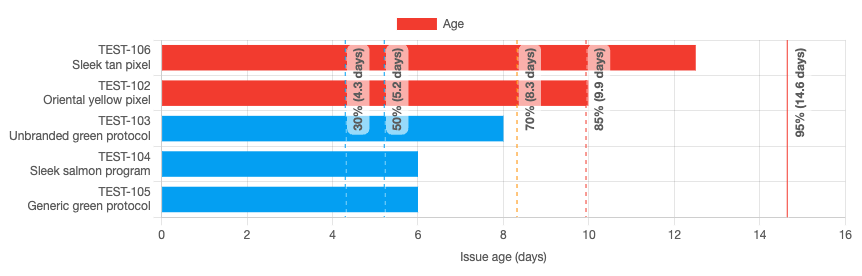 Age
TEST-106
Sleek tan pixel
TEST-102
Oriental yellow pixel
TEST-103
Unbranded green protocol
TEST-104
Sleek salmon program
TEST-105
Generic green protocol
30% (4.3 days)
50% (5.2 days)
70% (8.3 days)
85% (9.9 days)
95% (14.6 days)
0 2 4 6 8 10 12 14 16
Issue age (days)